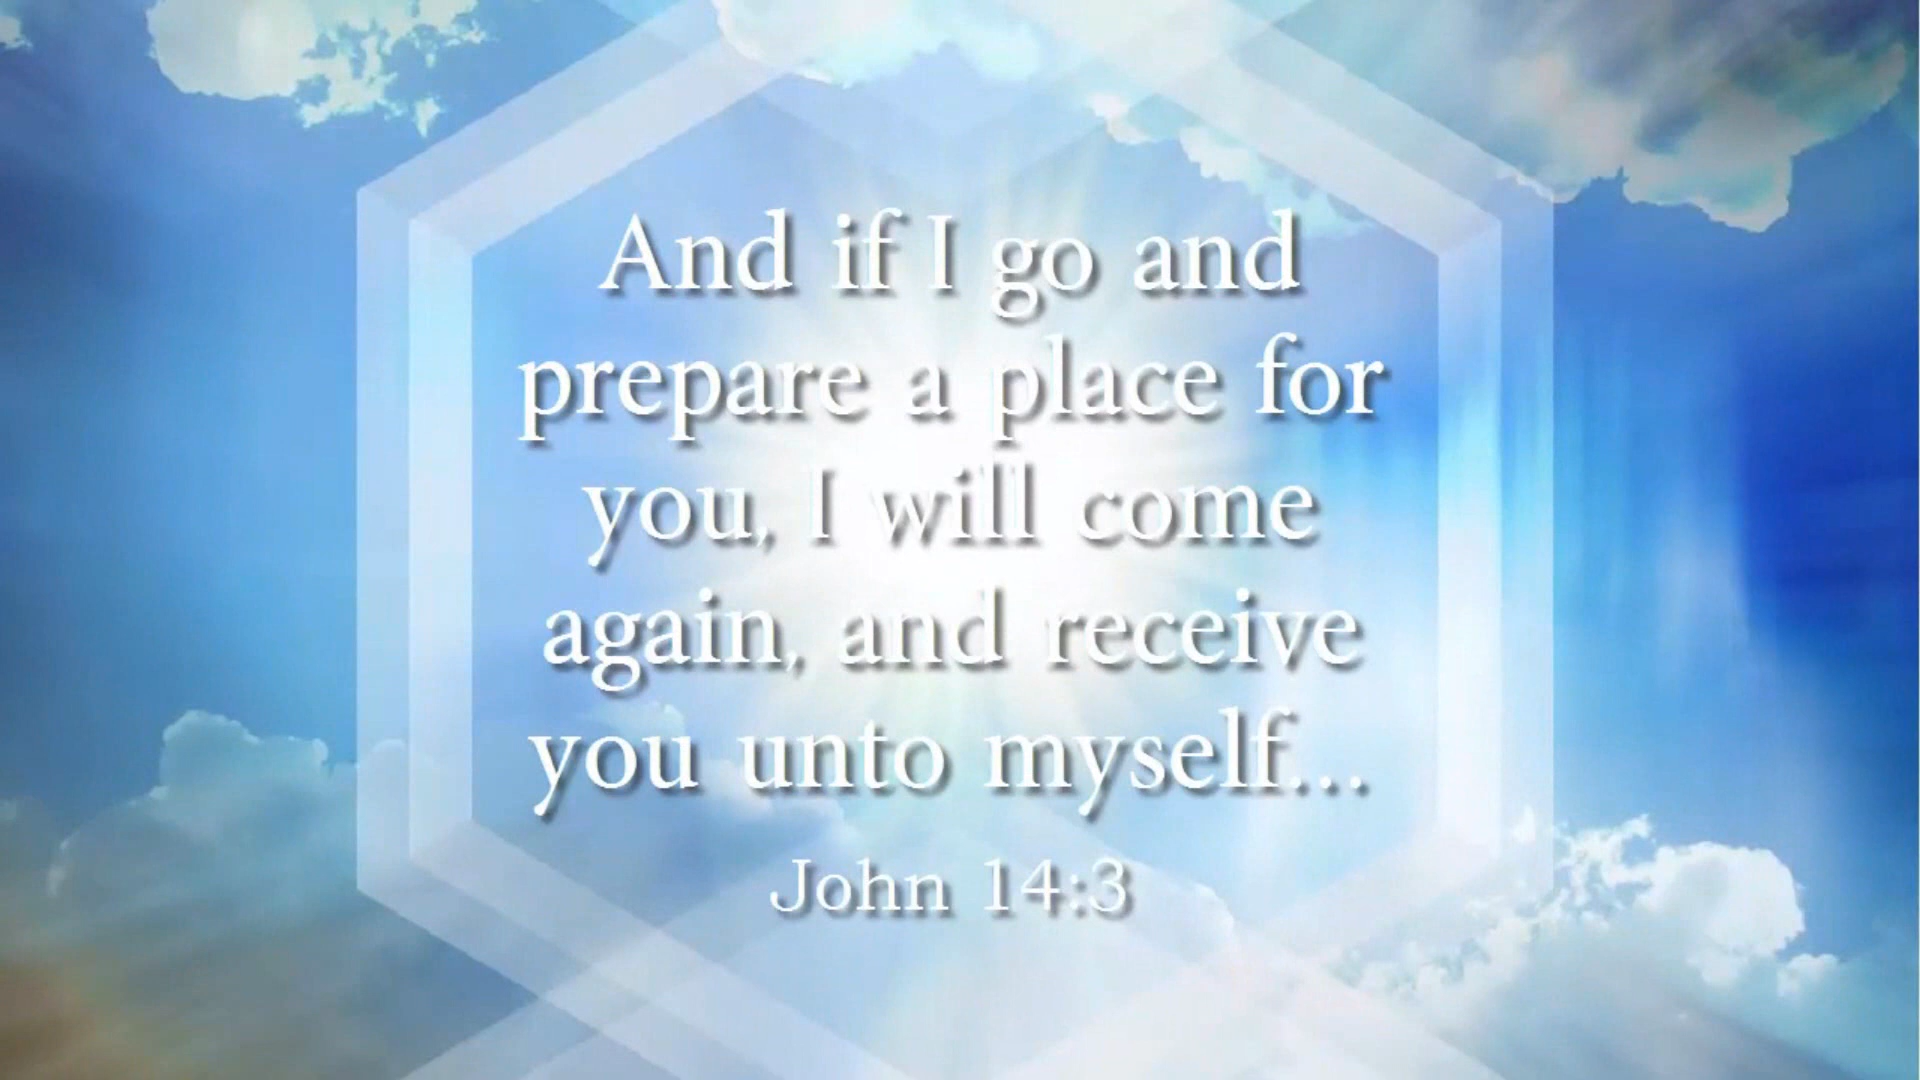 And if I go and
prepare a place for
you, I will come
again, and receive
you unto myself...
John 14:3